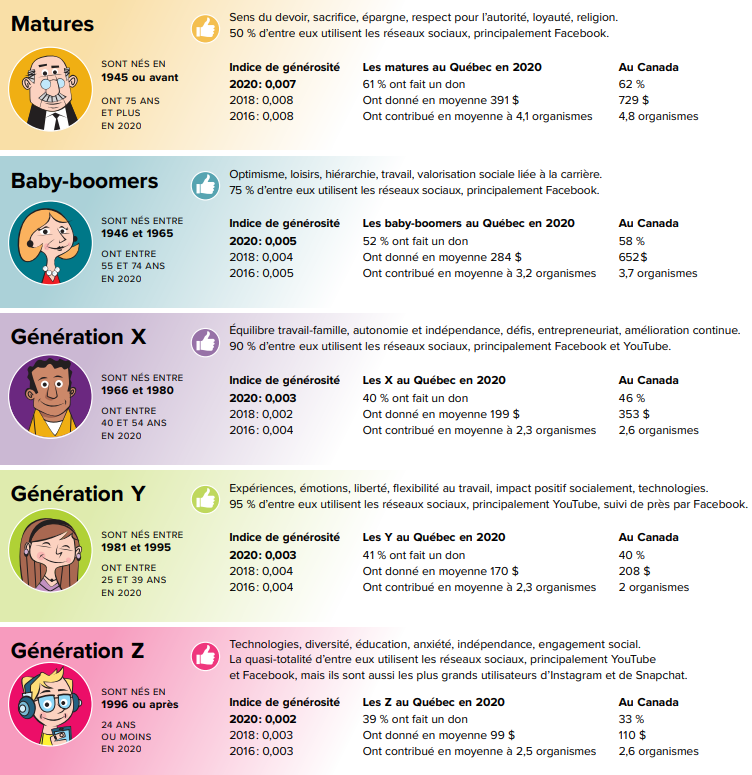 Matures
SONT NÉS EN
1945 ou avant
ONT 75 ANS
ET PLUS
EN 2020
Sens du devoir, sacrifice, épargne, respect pour l’autorité, loyauté, religion.
50 % d’entre eux utilisent les réseaux sociaux, principalement Facebook.
Indice de générosité Les matures au Québec en 2020 Au Canada
2020 : 0,007 61 % ont fait un don 62 %
2018 : 0,008 Ont donné en moyenne 391 $ 729 $
2016 : 0,008 Ont contribué en moyenne à 4,1 organismes 4,8 organismes
Baby-boomers
SONT NÉS ENTRE
1946 et 1965
ONT ENTRE
55 ET 74 ANS
EN 2020
Optimisme, loisirs, hiérarchie, travail, valorisation sociale liée à la carrière.
75 % d’entre eux utilisent les réseaux sociaux, principalement Facebook.
Indice de générosité Les baby-boomers au Québec en 2020 Au Canada
2020 : 0,005 52 % ont fait un don 58 %
2018 : 0,004 Ont donné en moyenne 284 $ 652 $
2016 : 0,005 Ont contribué en moyenne à 3,2 organismes 3,7 organismes
Génération X
SONT NÉS ENTRE
1966 et 1980
ONT ENTRE
40 ET 54 ANS
EN 2020
Équilibre travail-famille, autonomie et indépendance, défis, entrepreneuriat, amélioration continue.
90 % d’entre eux utilisent les réseaux sociaux, principalement Facebook et YouTube.
Indice de générosité Les X au Québec en 2020 Au Canada
2020 : 0,003 40 % ont fait un don 46 %
2018 : 0,002 Ont donné en moyenne 199 $ 353 $
2016 : 0,004 Ont contribué en moyenne à 2,3 organismes 2,6 organismes
Génération Y
SONT NÉS ENTRE
1981 et 1995
ONT ENTRE
25 ET 39 ANS
EN 2020
Expériences, émotions, liberté, flexibilité au travail, impact positif socialement, technologies.
95 % d’entre eux utilisent les réseaux sociaux, principalement YouTube, suivi de près par Facebook.
Indice de générosité Les Y au Québec en 2020 Au Canada
2020 : 0,003 41 % ont fait un don 40 %
2018 : 0,004 Ont donné en moyenne 170 $ 208 $
2016 : 0,004 Ont contribué en moyenne à 2,3 organismes 2 organismes
Génération Z
SONT NÉS EN
1996 ou après
24 ANS
OU MOINS
EN 2020
Technologies, diversité, éducation, anxiété, indépendance, engagement social.
La quasi-totalité d’entre eux utilisent les réseaux sociaux, principalement YouTube
et Facebook, mais ils sont aussi les plus grands utilisateurs d’Instagram et de Snapchat.
Indice de générosité Les Z au Québec en 2020 Au Canada
2020 : 0,002 39 % ont fait un don 33 %
2018 : 0,003 Ont donné en moyenne 99 $ 110 $
2016 : 0,003 Ont contribué en moyenne à 2,5 organismes 2,6 organismes